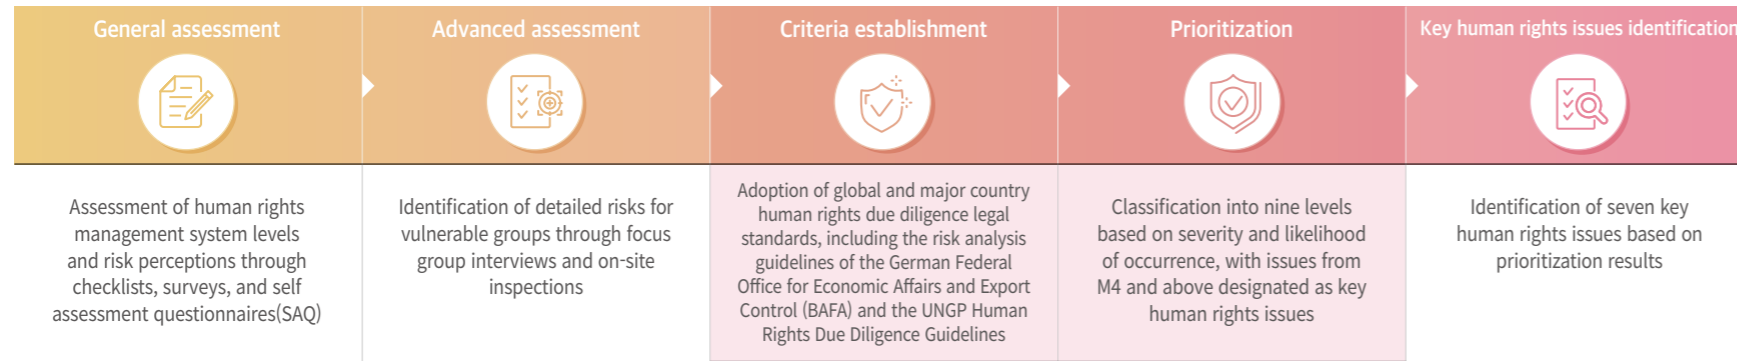 General assessment
Assessment of human rights
management system levels
and risk perceptions through
checklists, surveys, and self
assessment questionnaires(SAQ)
Advanced assessment
Identification of detailed risks for
vulnerable groups through focus
group interviews and on-site
inspections
Criteria establishment
Adoption of global and major country
human rights due diligence legal
standards, including the risk analysis
guidelines of the German Federal
Office for Economic Affairs and Export
Control (BAFA) and the UNGP Human
Rights Due Diligence Guidelines
Prioritization
Classification into nine levels
based on severity and likelihood
of occurrence, with issues from
M4 and above designated as key
human rights issues
Key human rights issues identification
Identification of seven key
human rights issues based on
prioritization results